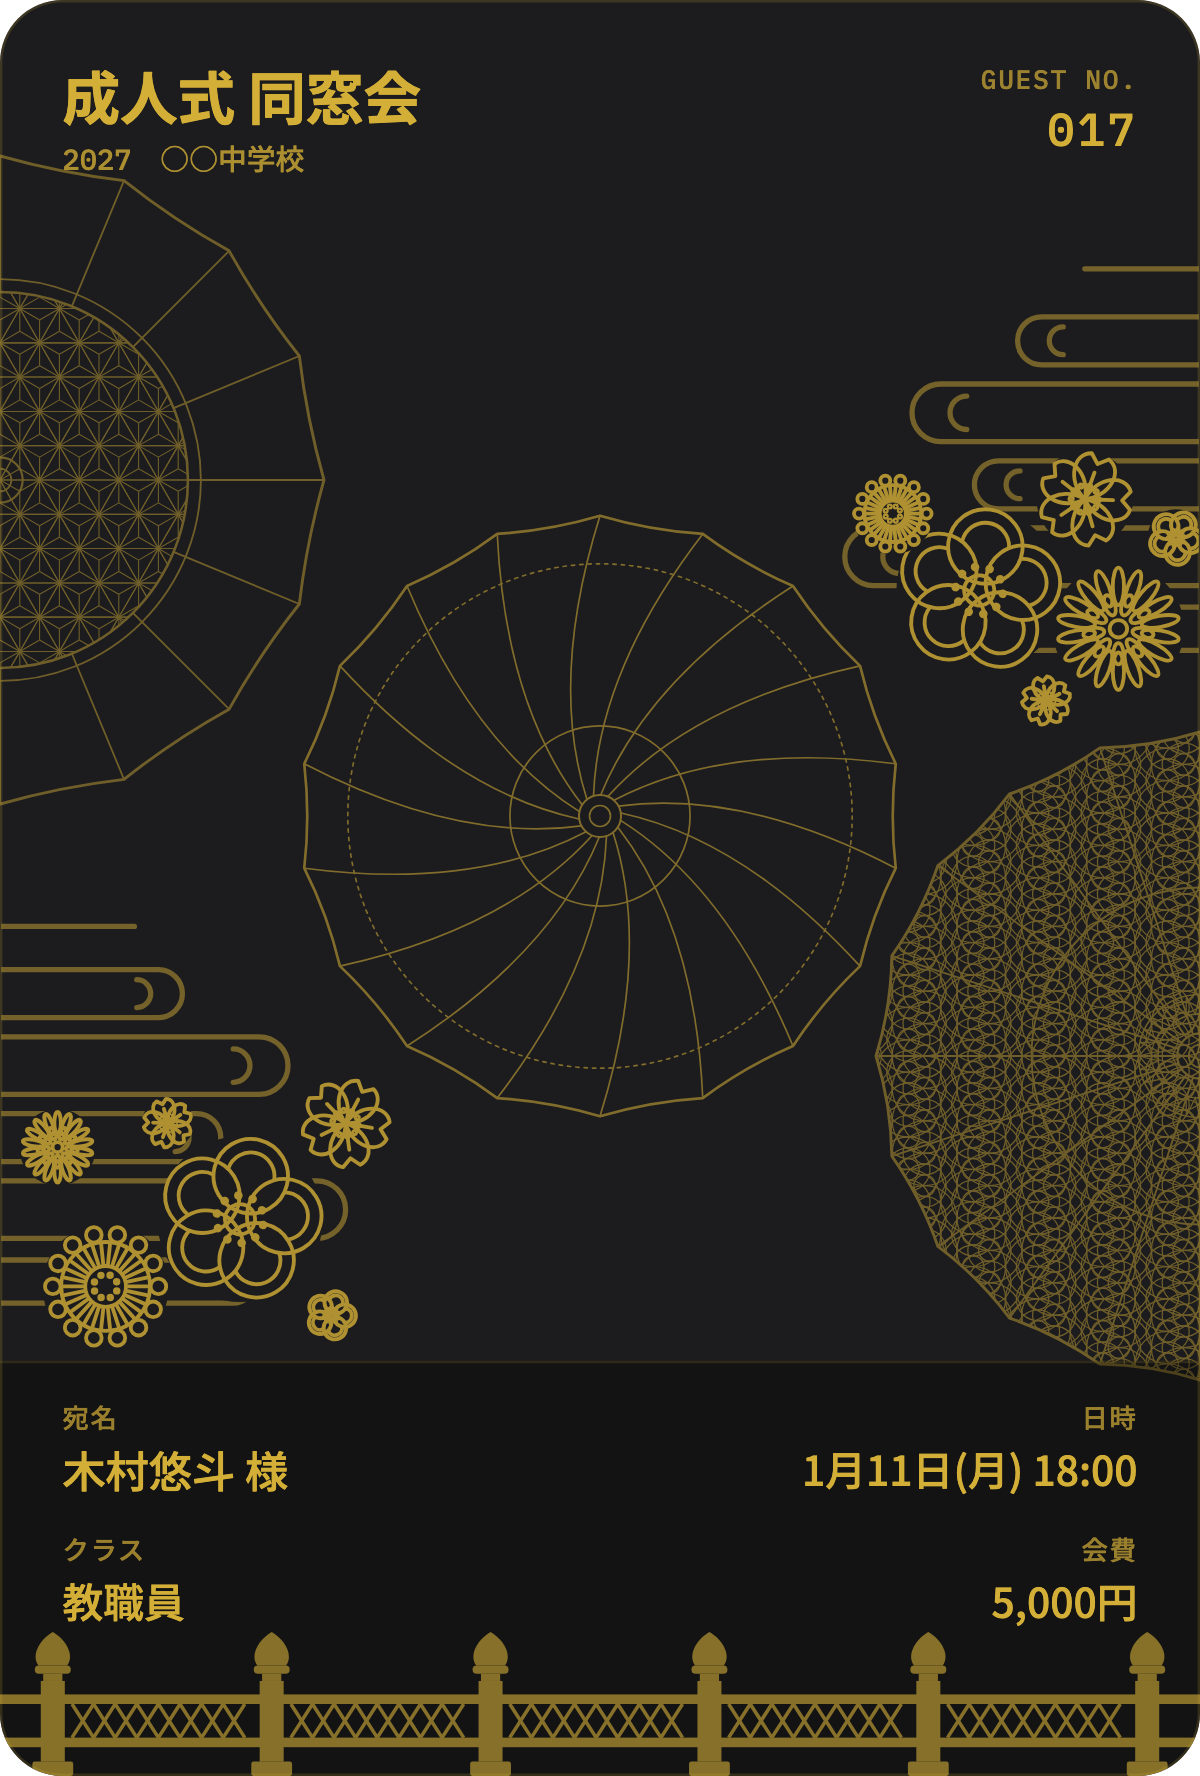 成人式 同窓会
2027 〇〇中学校
GUEST NO.
017
宛名
木村悠斗 様
日時
1月11日(月) 18:00
クラス
教職員
会費
5,000円